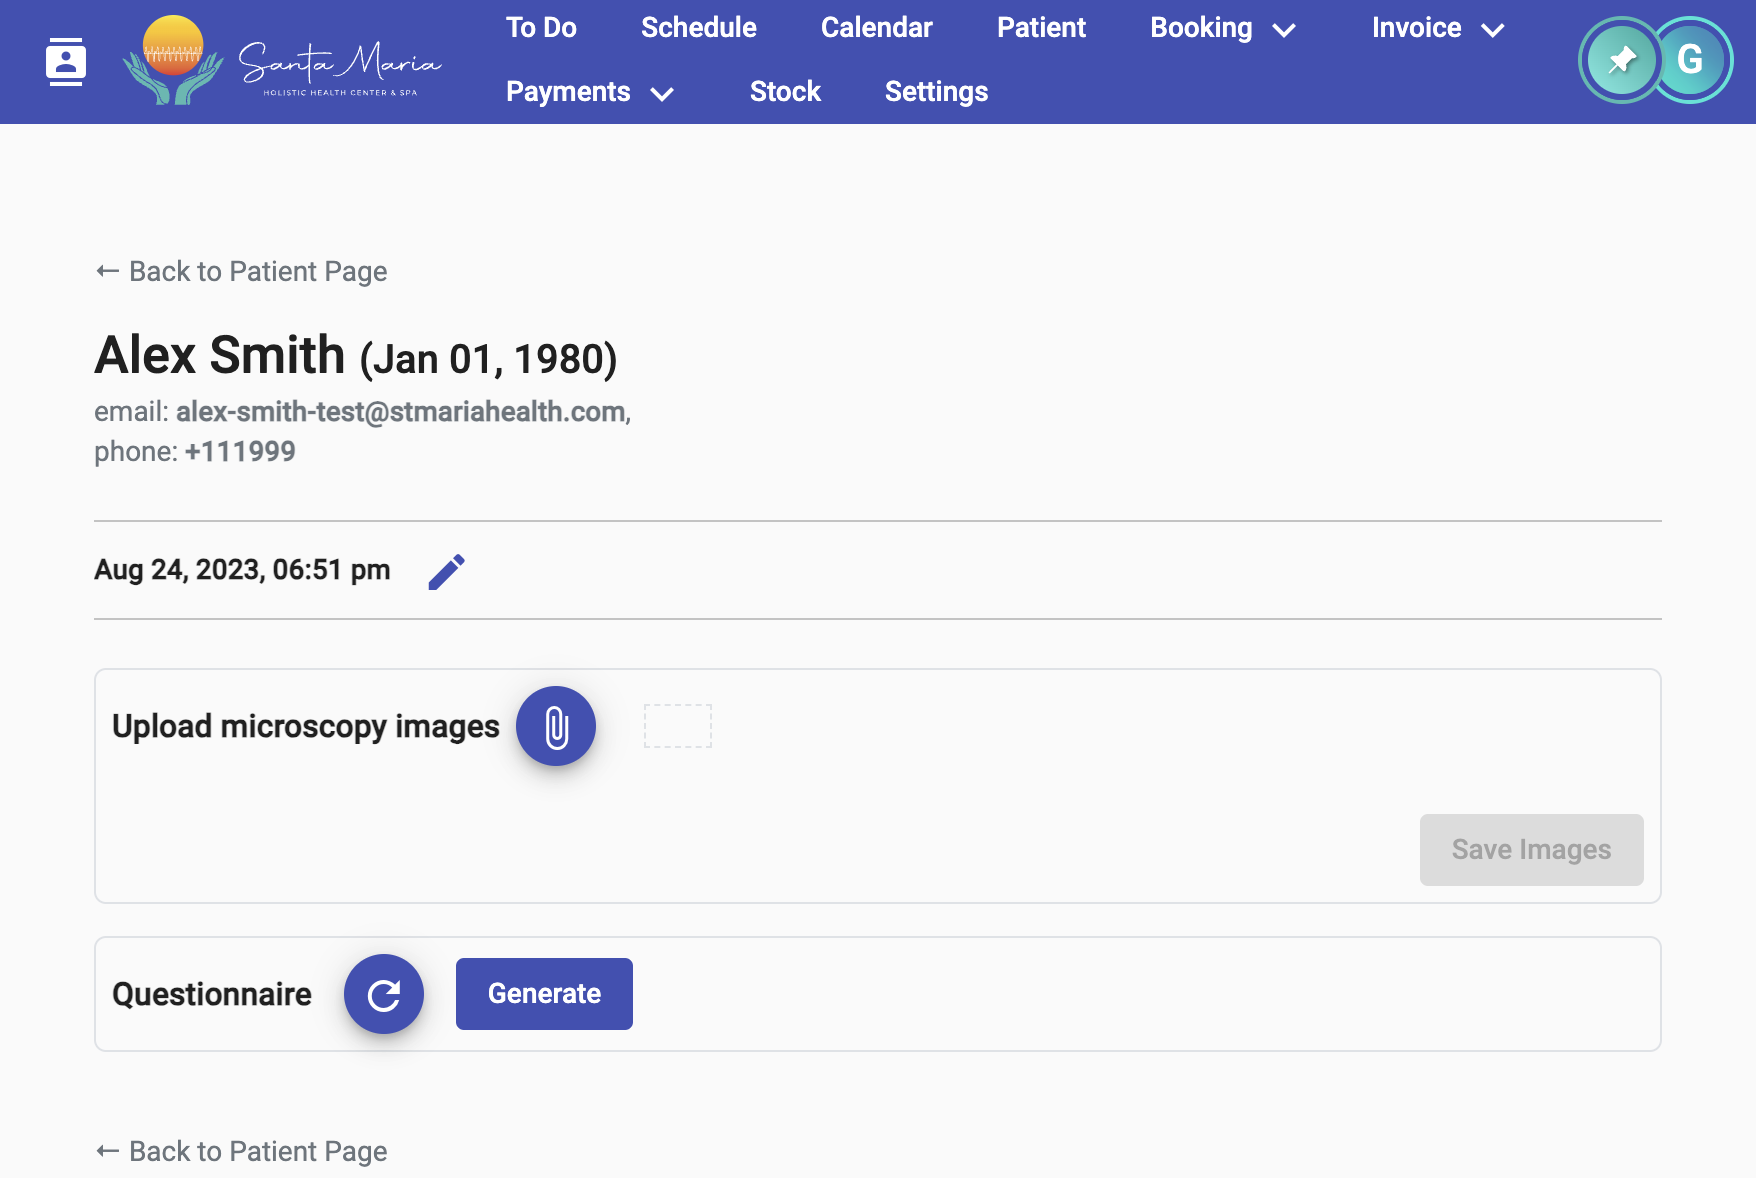 Santa Maria
HOLISTIC HEALTH CENTER & SPA
To Do Schedule Calendar Patient Booking Invoice
Payments Stock Settings
G
← Back to Patient Page
Alex Smith (Jan 01, 1980)
email: alex-smith-test@stmariahealth.com,
phone: +111999
Aug 24, 2023, 06:51 pm
Upload microscopy images
Save Images
Questionnaire Generate
← Back to Patient Page